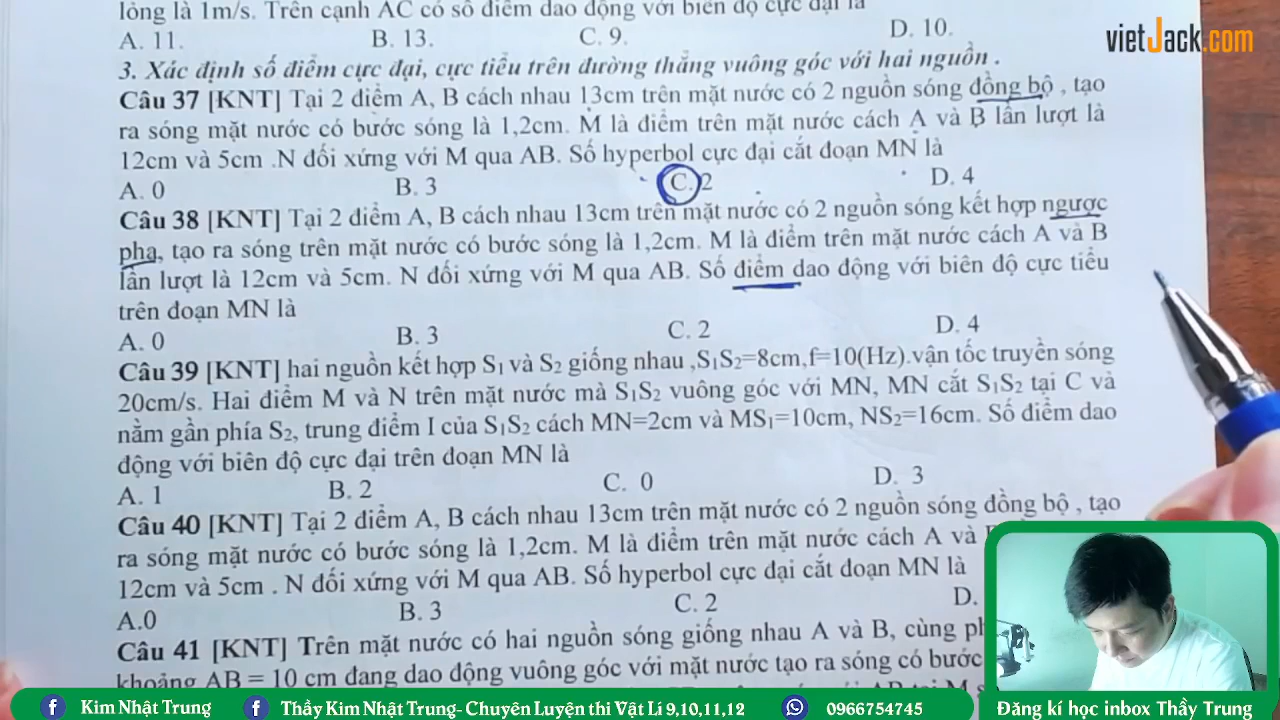 lỏng là 1m/s. Trên cạnh AC có số điểm dao động với biên độ cực đại là
A. 11. B. 13. C. 9. D. 10.
vietJack.com
3. Xác định số điểm cực đại, cực tiểu trên đường thẳng vuông góc với hai nguồn .
Câu 37 [KNT] Tại 2 điểm A, B cách nhau 13cm trên mặt nước có 2 nguồn sóng đồng bộ , tạo
ra sóng mặt nước có bước sóng là 1,2cm. M là điểm trên mặt nước cách A và B lần lượt là
12cm và 5cm .N đối xứng với M qua AB. Số hyperbol cực đại cắt đoạn MN là
A. 0 B. 3 C. 2 D. 4
Câu 38 [KNT] Tại 2 điểm A, B cách nhau 13cm trên mặt nước có 2 nguồn sóng kết hợp ngược
pha, tạo ra sóng trên mặt nước có bước sóng là 1,2cm. M là điểm trên mặt nước cách A và B
lần lượt là 12cm và 5cm. N đối xứng với M qua AB. Số điểm dao động với biên độ cực tiểu
trên đoạn MN là
A. 0 B. 3 C. 2 D. 4
Câu 39 [KNT] hai nguồn kết hợp S₁ và S₂ giống nhau ,S₁S₂=8cm,f=10(Hz).vận tốc truyền sóng
20cm/s. Hai điểm M và N trên mặt nước mà S₁S₂ vuông góc với MN, MN cắt S₁S₂ tại C và
nằm gần phía S₂, trung điểm I của S₁S₂ cách MN=2cm và MS₁=10cm, NS₂=16cm. Số điểm dao
động với biên độ cực đại trên đoạn MN là
A. 1 B. 2 C. 0 D. 3
Câu 40 [KNT] Tại 2 điểm A, B cách nhau 13cm trên mặt nước có 2 nguồn sóng đồng bộ , tạo
ra sóng mặt nước có bước sóng là 1,2cm. M là điểm trên mặt nước cách A và
12cm và 5cm . N đối xứng với M qua AB. Số hyperbol cực đại cắt đoạn MN là
A.0 B. 3 C. 2 D.
Câu 41 [KNT] Trên mặt nước có hai nguồn sóng giống nhau A và B, cùng
khoảng AB = 10 cm đang dao động vuông góc với mặt nước tạo ra sóng có bước
Kim Nhật Trung
Thầy Kim Nhật Trung- Chuyên Luyện thi Vật Lí 9,10,11,12
0966754745
Đăng kí học inbox Thầy Trung